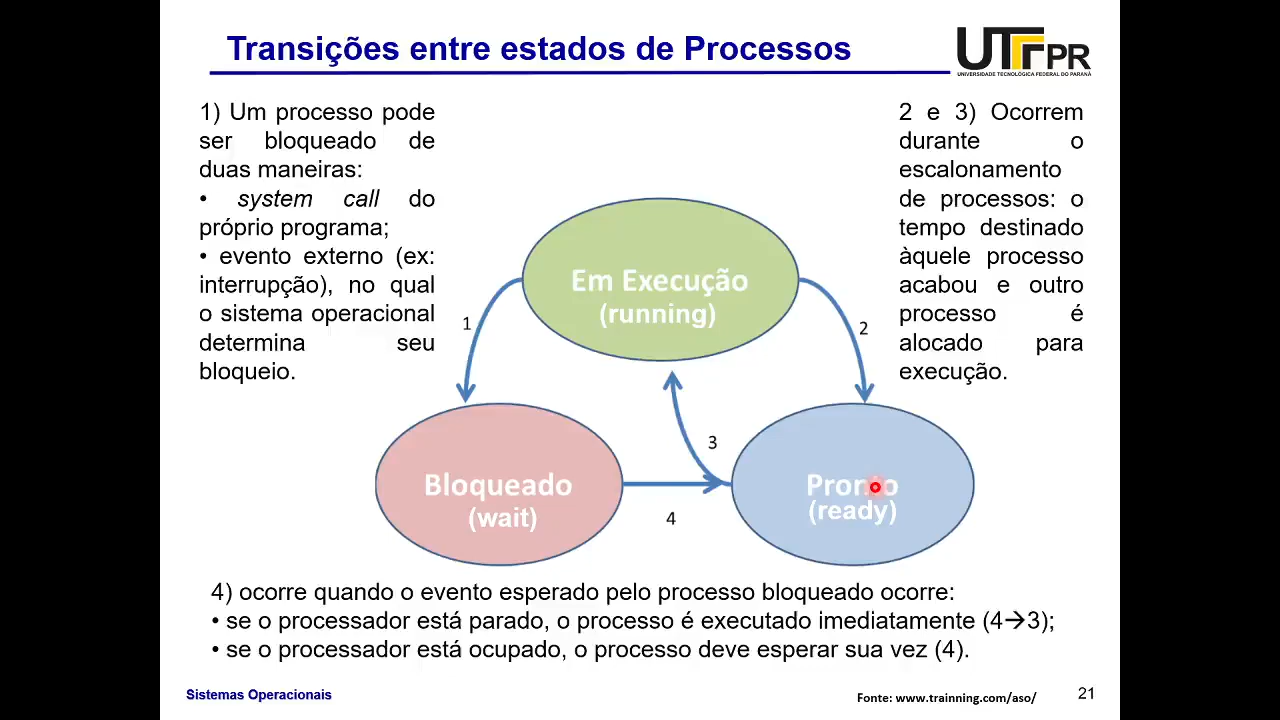 Transições entre estados de Processos
UTFPR
UNIVERSIDADE TECNOLÓGICA FEDERAL DO PARANÁ
1) Um processo pode
ser bloqueado de
duas maneiras:
• system call do
próprio programa;
• evento externo (ex:
interrupção), no qual
o sistema operacional
determina seu
bloqueio.
2 e 3) Ocorrem
durante o
escalonamento
de processos: o
tempo destinado
àquele processo
acabou e outro
processo é
alocado para
execução.
Em Execução
(running)
1
2
3
Bloqueado
(wait)
4
Pronto
(ready)
4) ocorre quando o evento esperado pelo processo bloqueado ocorre:
• se o processador está parado, o processo é executado imediatamente (4→3);
• se o processador está ocupado, o processo deve esperar sua vez (4).
Sistemas Operacionais
Fonte: www.trainning.com/aso/
21